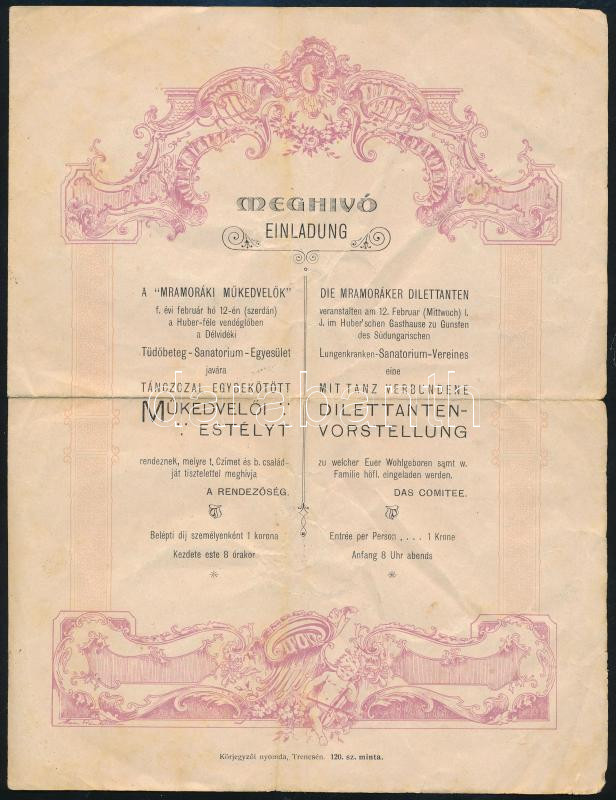 MEGHIVÓ
EINLADUNG
A "MRAMORÁKI MŰKEDVELŐK"
f. évi február hó 12-én (szerdán)
a Huber-féle vendéglőben
a Délvidéki
Tüdőbeteg-Sanatorium-Egyesület
javára
TÁNCZCZAL EGYBEKÖTÖTT
MŰKEDVELŐI
ESTÉLYT
rendeznek, melyre t, Czimet és b. család-
ját tisztelettel meghivja
A RENDEZŐSÉG.
Belépti dij személyenként 1 korona
Kezdete este 8 órakor
DIE MRAMORÁKER DILETTANTEN
veranstalten am 12. Februar (Mittwoch) l.
J. im Huber'schen Gasthause zu Gunsten
des Südungarischen
Lungenkranken-Sanatorium-Vereines
eine
MIT TANZ VERBUNDENE
DILETTANTEN-
VORSTELLUNG
zu welcher Euer Wohlgeboren samt w.
Familie höfl. eingeladen werden.
DAS COMITEE.
Entrée per Person . . . . 1 Krone
Anfang 8 Uhr abends
Körjegyzői nyomda, Trencsén. 120. sz. minta.
darabanth